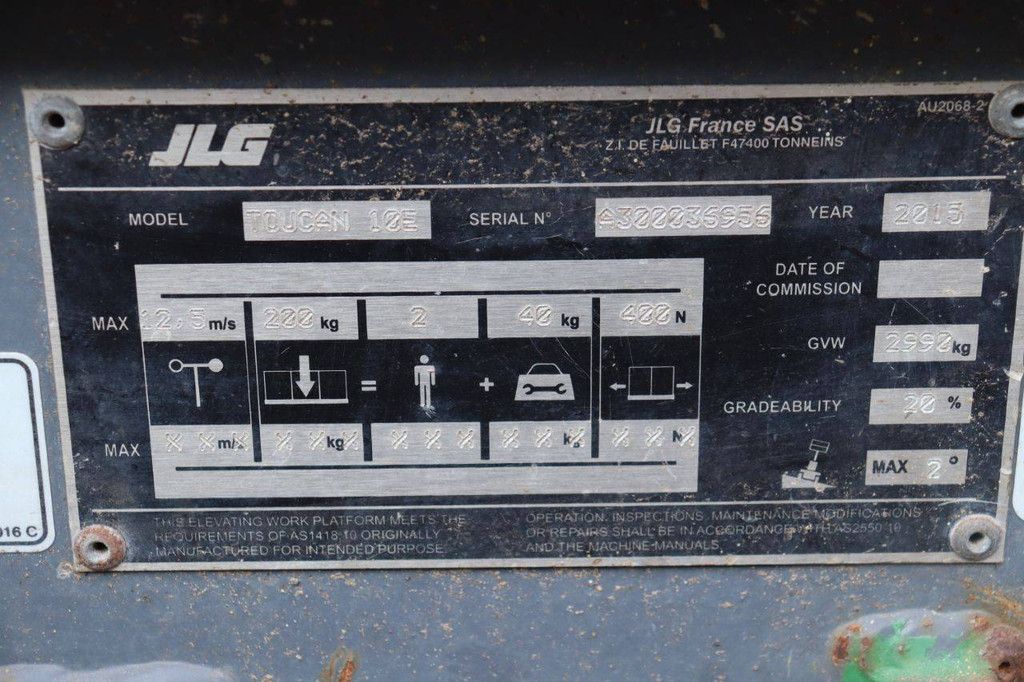 AU2068-2
JLG
JLG France SAS
Z.I. DE FAUILLET F47400 TONNEINS
MODEL TOUCAN 10E SERIAL N° A300036956 YEAR 2015
DATE OF
COMMISSION
MAX 12,5 m/s 200 kg 2 40 kg 400 N
GVW 2990 kg
= +
GRADEABILITY 20 %
MAX X X X m/s X X X kg X X X X X X kg X X X N
MAX 2°
THIS ELEVATING WORK PLATFORM MEETS THE
REQUIREMENTS OF AS1418.10 ORIGINALLY
MANUFACTURED FOR INTENDED PURPOSE
OPERATION, INSPECTIONS, MAINTENANCE, MODIFICATIONS
OR REPAIRS SHALL BE IN ACCORDANCE WITH AS2550.10
AND THE MACHINE MANUALS
016 C